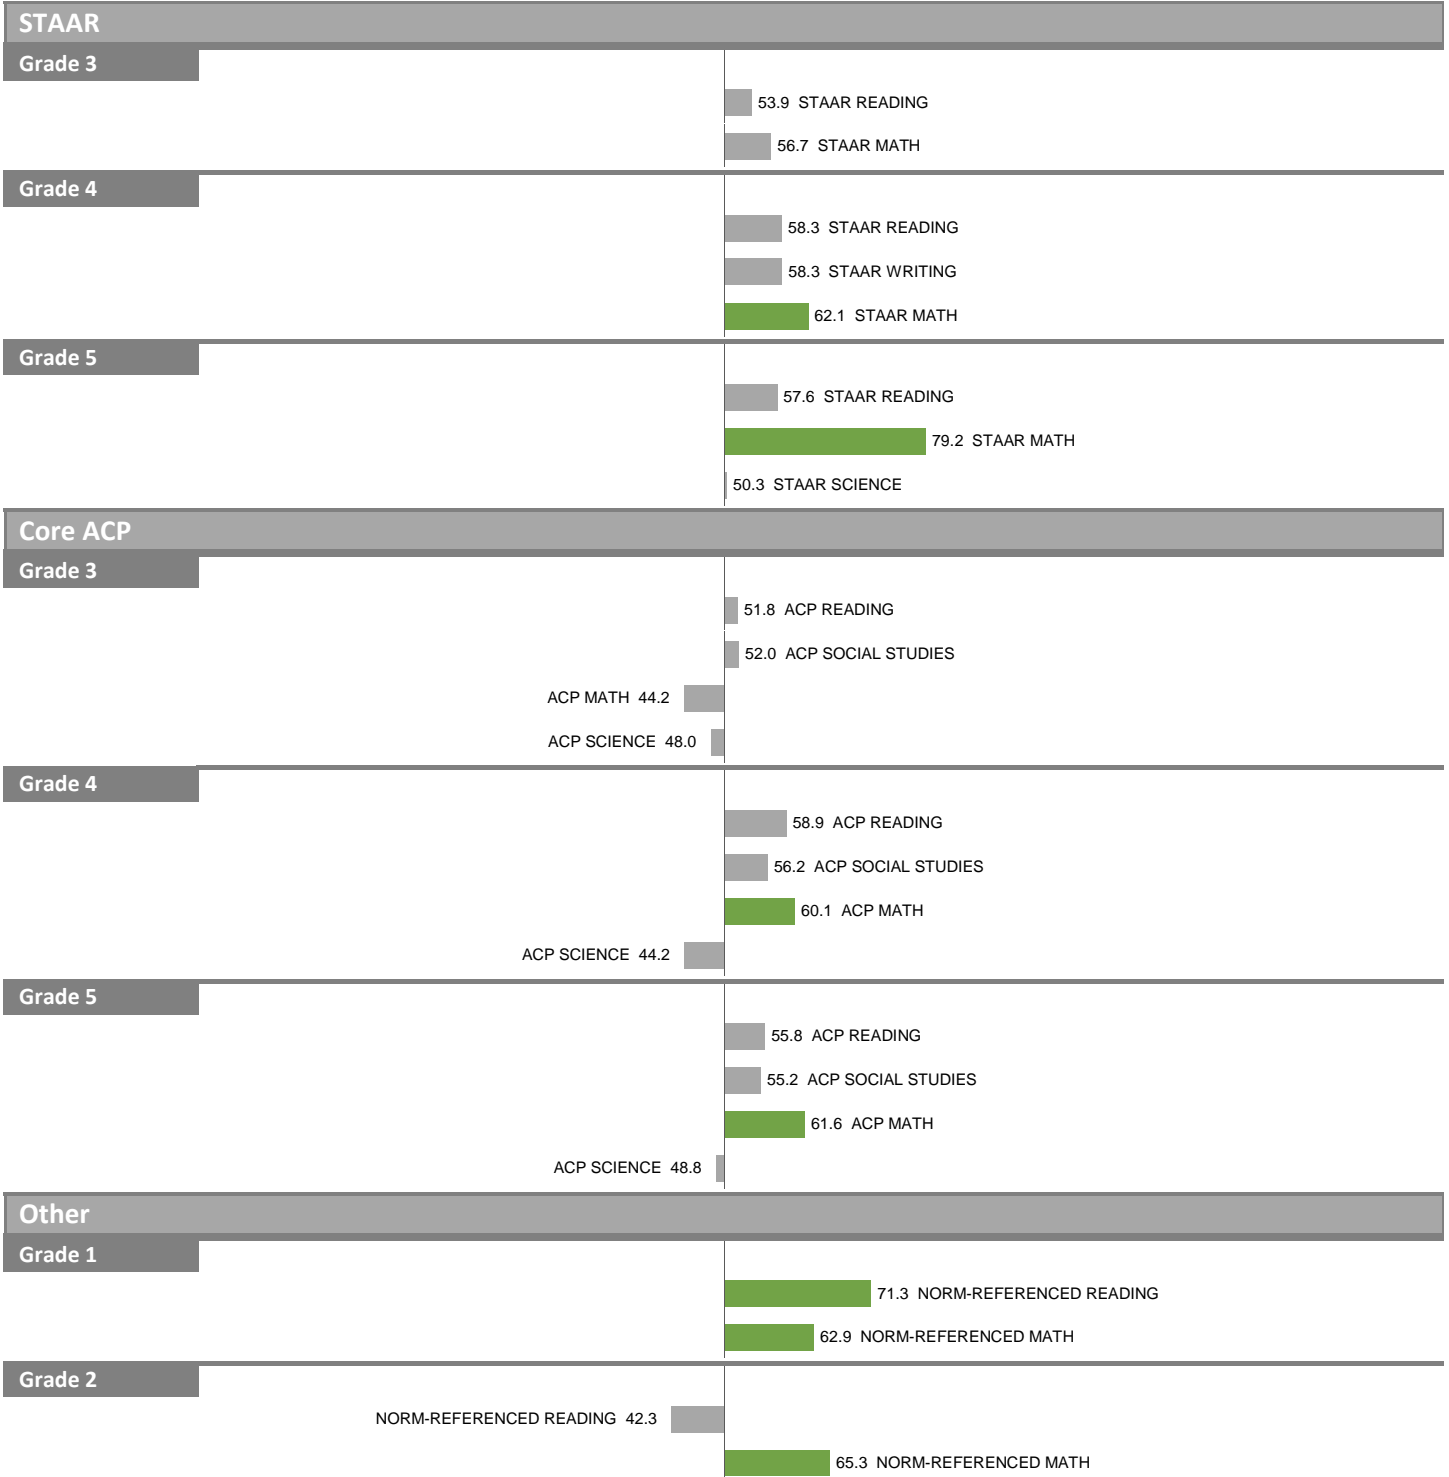 STAAR
Grade 3
53.9 STAAR READING
56.7 STAAR MATH
Grade 4
58.3 STAAR READING
58.3 STAAR WRITING
62.1 STAAR MATH
Grade 5
57.6 STAAR READING
79.2 STAAR MATH
50.3 STAAR SCIENCE
Core ACP
Grade 3
51.8 ACP READING
52.0 ACP SOCIAL STUDIES
ACP MATH 44.2
ACP SCIENCE 48.0
Grade 4
58.9 ACP READING
56.2 ACP SOCIAL STUDIES
60.1 ACP MATH
ACP SCIENCE 44.2
Grade 5
55.8 ACP READING
55.2 ACP SOCIAL STUDIES
61.6 ACP MATH
ACP SCIENCE 48.8
Other
Grade 1
71.3 NORM-REFERENCED READING
62.9 NORM-REFERENCED MATH
Grade 2
NORM-REFERENCED READING 42.3
65.3 NORM-REFERENCED MATH